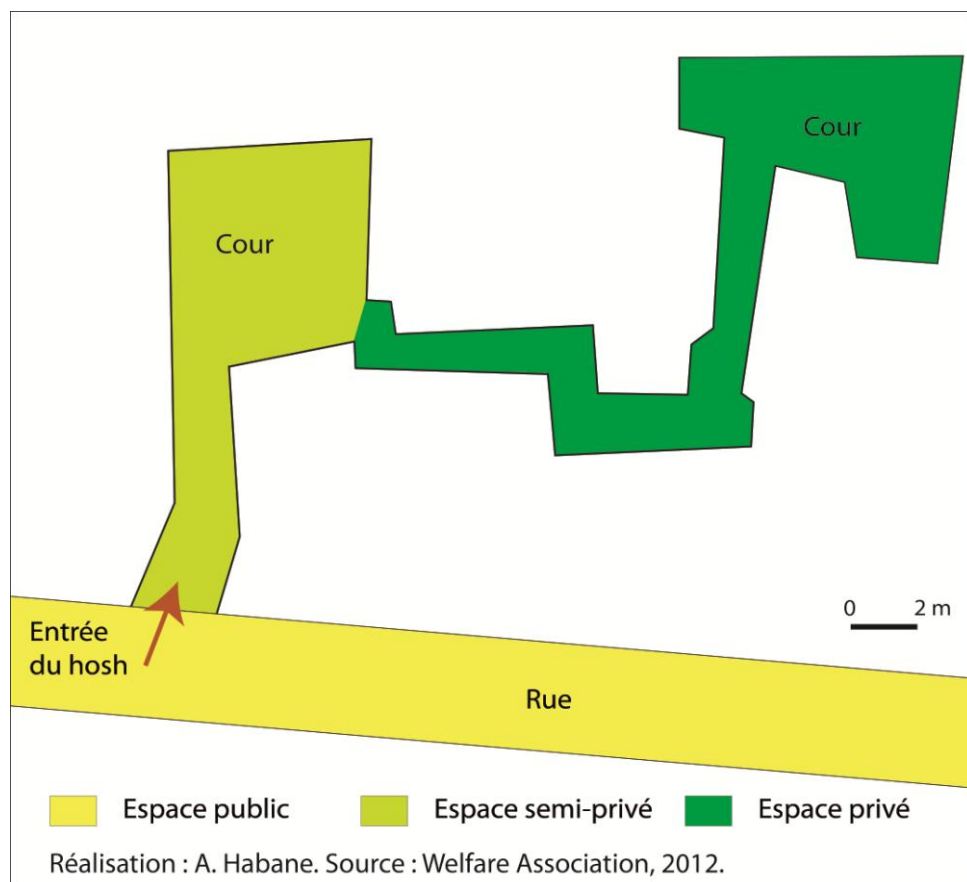 Cour
Cour
0 2 m
Entrée
du hosh
Rue
Espace public
Espace semi-privé
Espace privé
Réalisation : A. Habane. Source : Welfare Association, 2012.